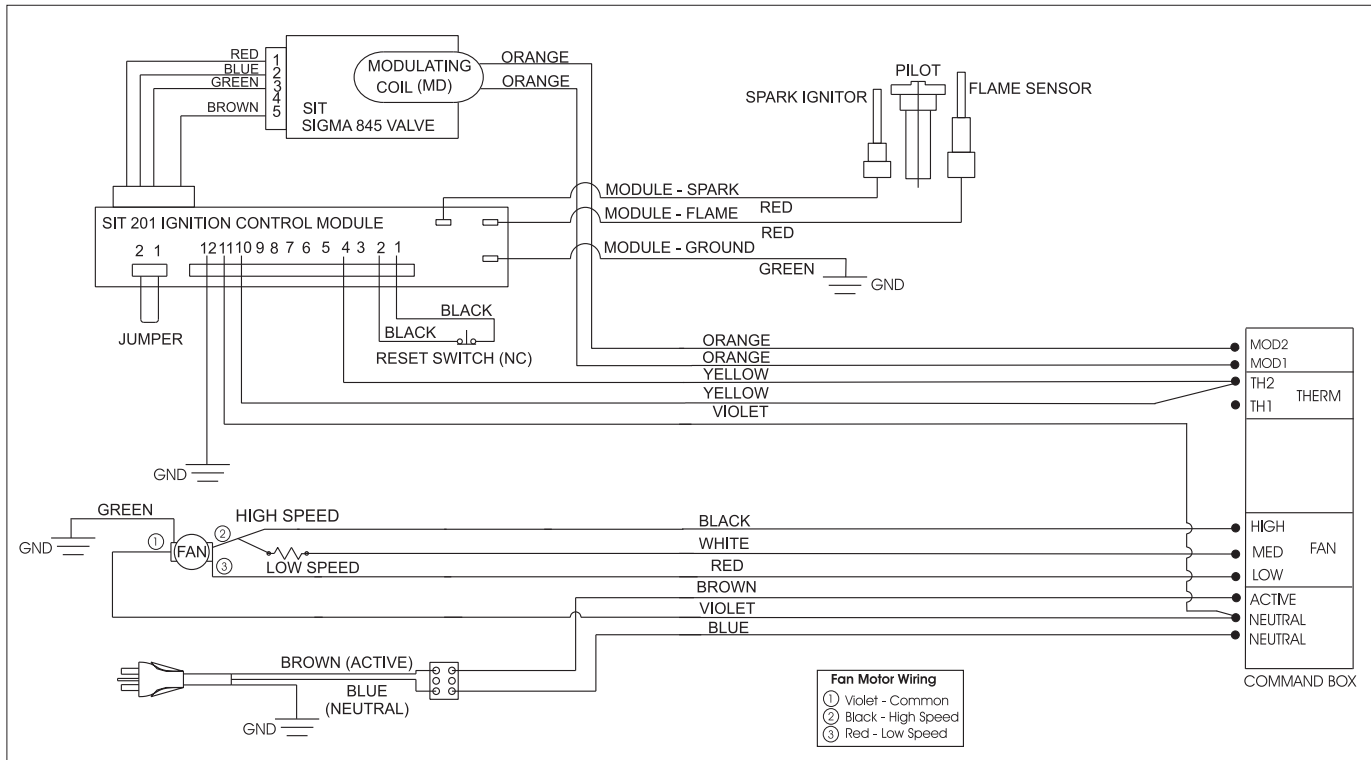 RED
BLUE
GREEN
BROWN
1
2
3
4
5
MODULATING
COIL (MD)
SIT
SIGMA 845 VALVE
ORANGE
ORANGE
SPARK IGNITOR
PILOT
FLAME SENSOR
MODULE - SPARK
RED
MODULE - FLAME
RED
MODULE - GROUND
GREEN
GND
SIT 201 IGNITION CONTROL MODULE
2 1
12 11 10 9 8 7 6 5 4 3 2 1
JUMPER
BLACK
BLACK
RESET SWITCH (NC)
ORANGE
ORANGE
YELLOW
YELLOW
VIOLET
MOD2
MOD1
TH2
THERM
TH1
GND
GREEN
GND
1
FAN
2
3
HIGH SPEED
LOW SPEED
BLACK
WHITE
RED
BROWN
VIOLET
BLUE
HIGH
MED
FAN
LOW
ACTIVE
NEUTRAL
NEUTRAL
COMMAND BOX
BROWN (ACTIVE)
BLUE
(NEUTRAL)
GND
Fan Motor Wiring
1 Violet - Common
2 Black - High Speed
3 Red - Low Speed